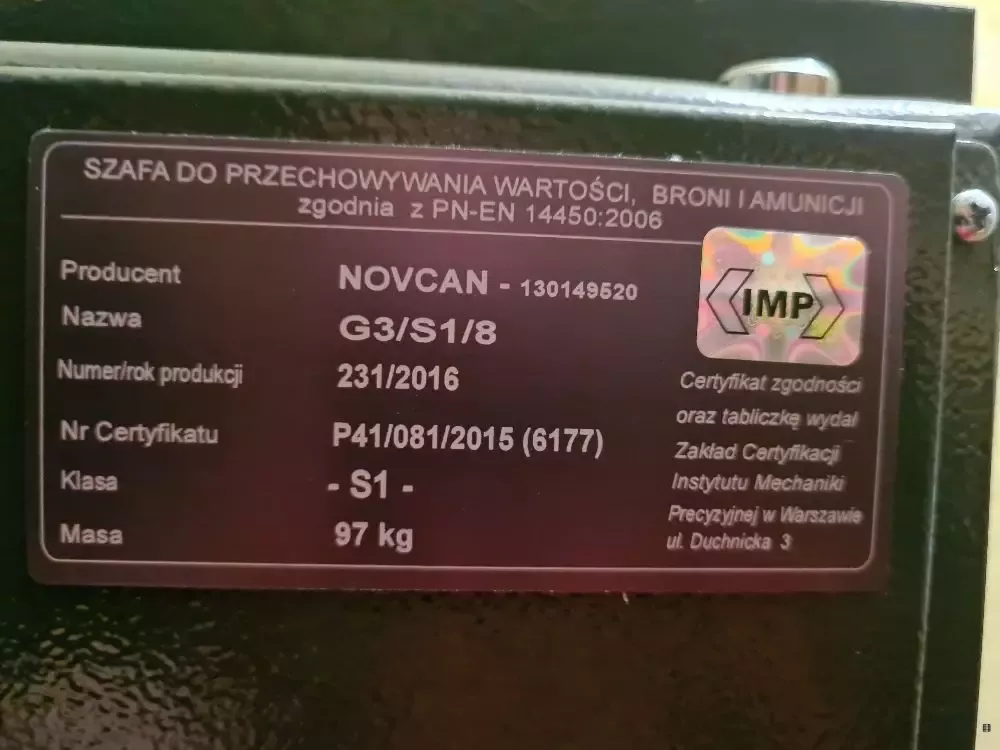 SZAFA DO PRZECHOWYWANIA WARTOŚCI, BRONI I AMUNICJI
zgodnia z PN-EN 14450:2006
Producent NOVCAN - 130149520
Nazwa G3/S1/8
Numer/rok produkcji 231/2016
Nr Certyfikatu P41/081/2015 (6177)
Klasa - S1 -
Masa 97 kg
IMP
Certyfikat zgodności
oraz tabliczkę wydał
Zakład Certyfikacji
Instytutu Mechaniki
Precyzyjnej w Warszawie
ul. Duchnicka 3